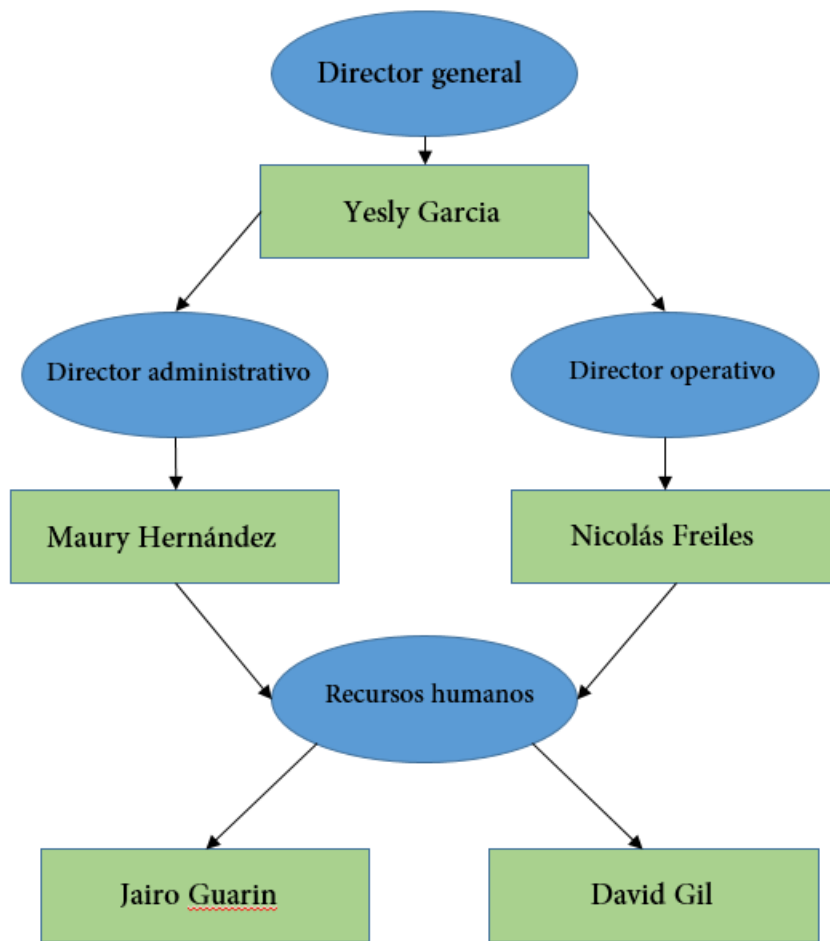 Director general
Yesly Garcia
Director administrativo
Director operativo
Maury Hernández
Nicolás Freiles
Recursos humanos
Jairo Guarin
David Gil